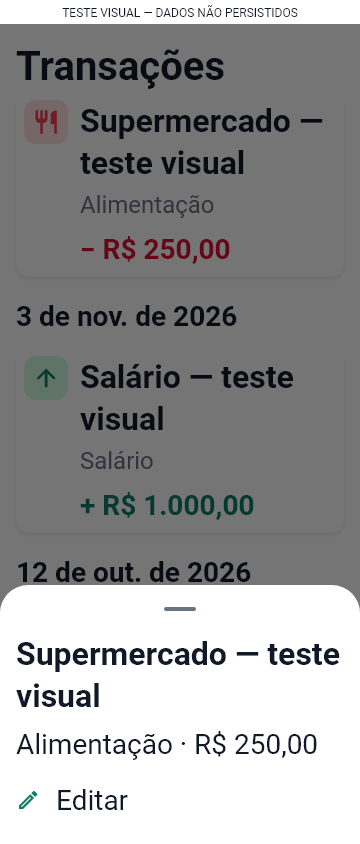 TESTE VISUAL — DADOS NÃO PERSISTIDOS
Transações
Supermercado —
teste visual
Alimentação
− R$ 250,00
3 de nov. de 2026
Salário — teste
visual
Salário
+ R$ 1.000,00
12 de out. de 2026
Supermercado — teste
visual
Alimentação · R$ 250,00
Editar